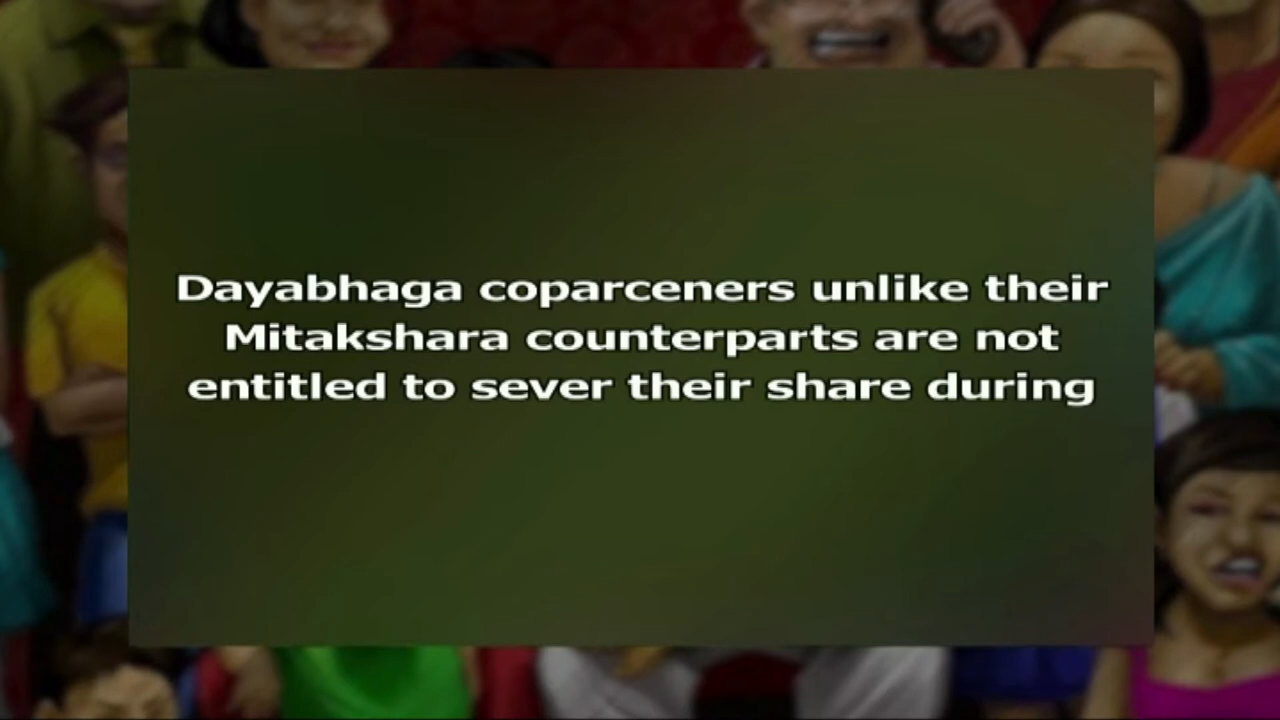 Dayabhaga coparceners unlike their
Mitakshara counterparts are not
entitled to sever their share during